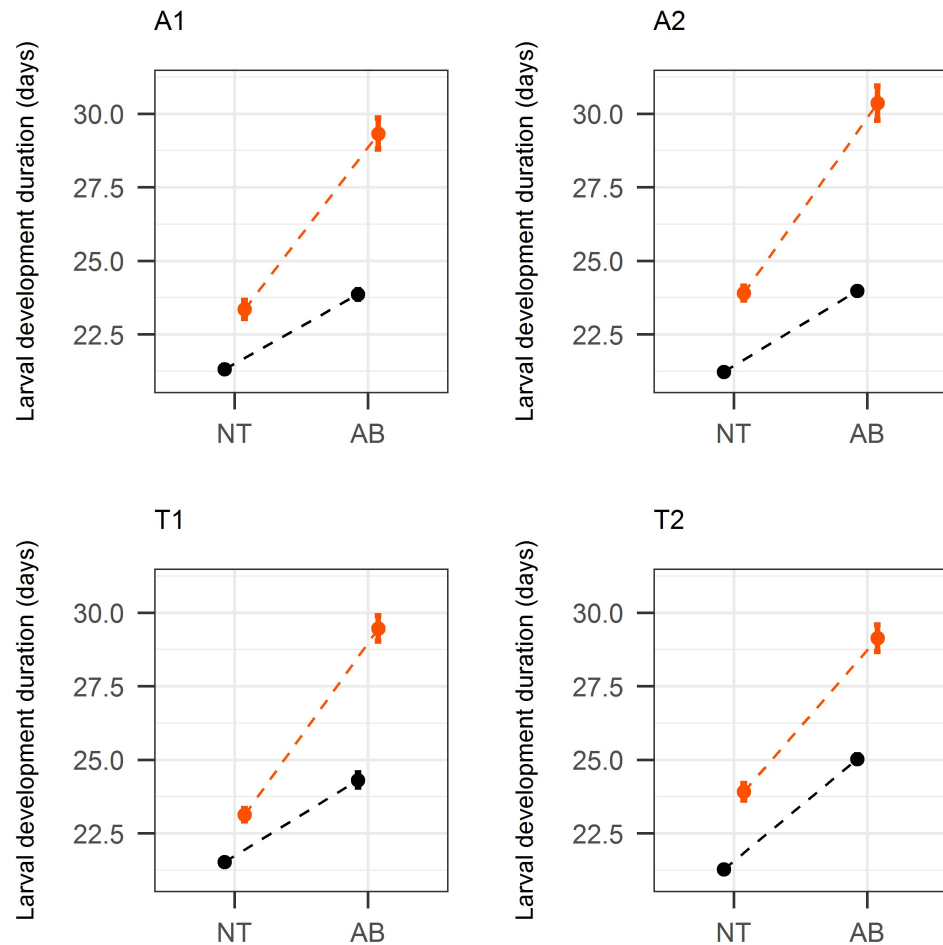 A1
Larval development duration (days)
30.0
27.5
25.0
22.5
NT AB
A2
Larval development duration (days)
30.0
27.5
25.0
22.5
NT AB
T1
Larval development duration (days)
30.0
27.5
25.0
22.5
NT AB
T2
Larval development duration (days)
30.0
27.5
25.0
22.5
NT AB